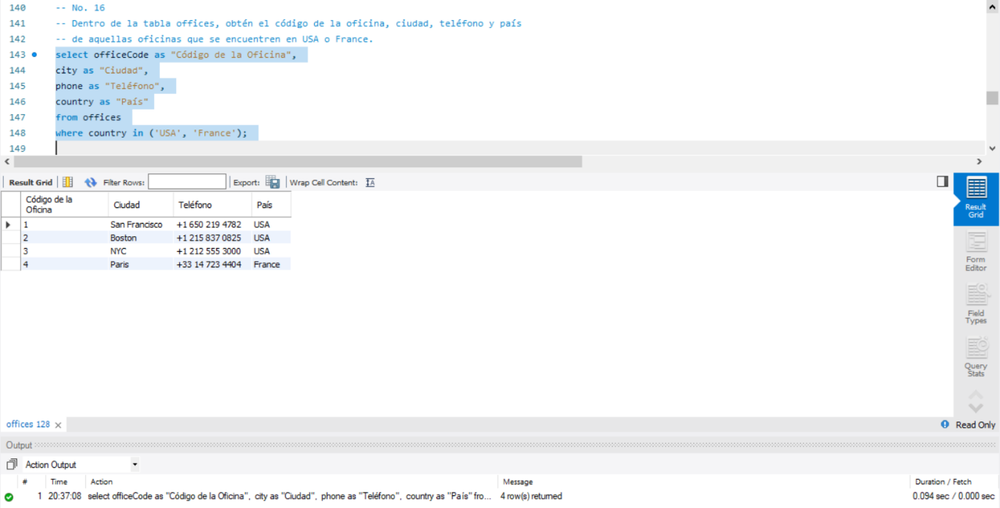 140 -- No. 16
141 -- Dentro de la tabla offices, obtén el código de la oficina, ciudad, teléfono y país
142 -- de aquellas oficinas que se encuentren en USA o France.
143 select officeCode as "Código de la Oficina",
144 city as "Ciudad",
145 phone as "Teléfono",
146 country as "País"
147 from offices
148 where country in ('USA', 'France');
149
Result Grid Filter Rows: Export: Wrap Cell Content:
Código de la Oficina Ciudad Teléfono País
1 San Francisco +1 650 219 4782 USA
2 Boston +1 215 837 0825 USA
3 NYC +1 212 555 3000 USA
4 Paris +33 14 723 4404 France
Result Grid
Form Editor
Field Types
Query Stats
offices 128 Read Only
Output
Action Output
# Time Action Message Duration / Fetch
1 20:37:08 select officeCode as "Código de la Oficina", city as "Ciudad", phone as "Teléfono", country as "País" fro... 4 row(s) returned 0.094 sec / 0.000 sec